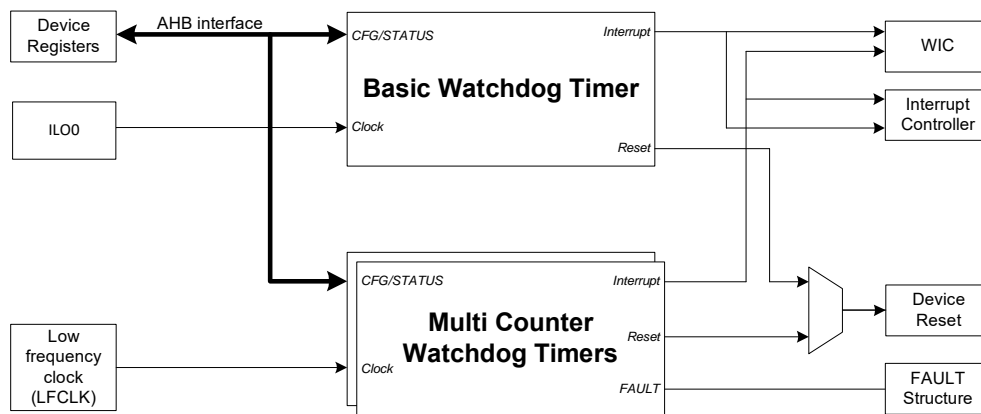 Device
Registers
AHB interface
CFG/STATUS
Interrupt
Basic Watchdog Timer
WIC
Interrupt
Controller
ILO0
Clock
Reset
CFG/STATUS
Interrupt
Multi Counter
Watchdog Timers
Reset
Device
Reset
Low
frequency
clock
(LFCLK)
Clock
FAULT
FAULT
Structure